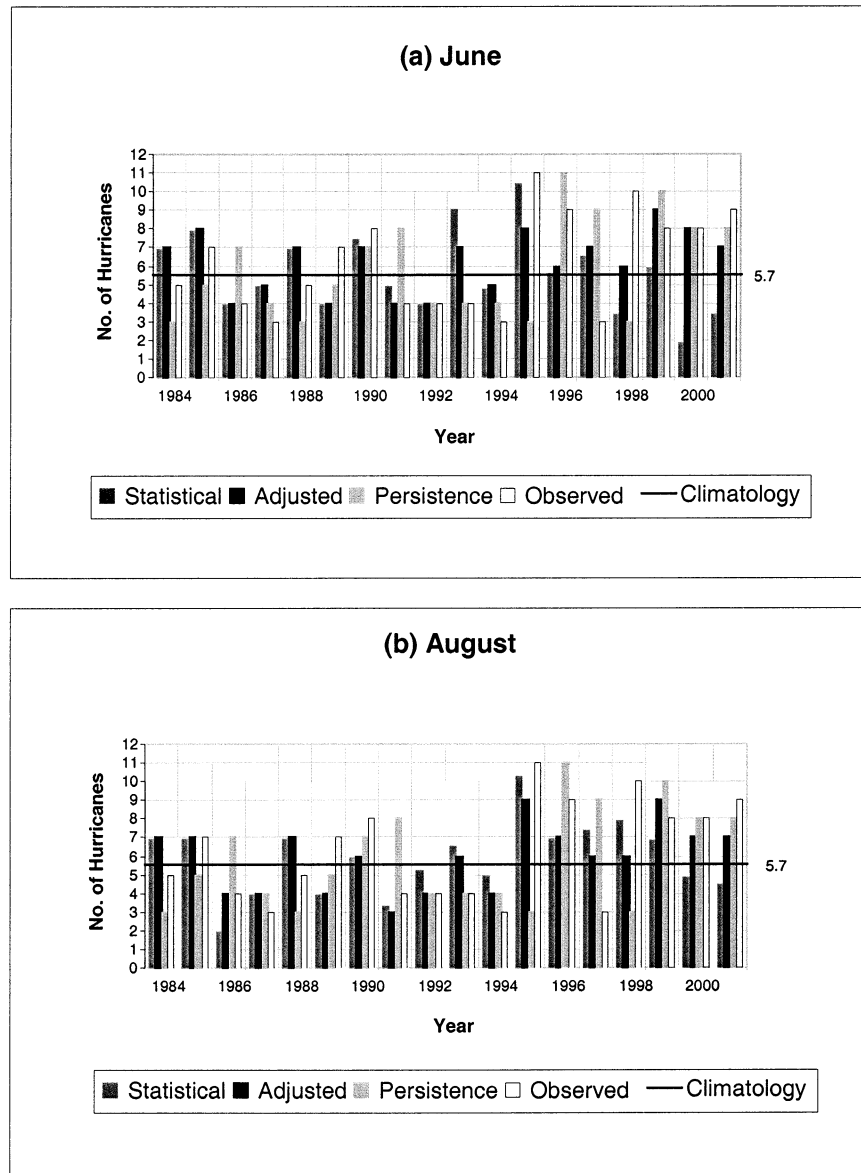 (a) June
No. of Hurricanes
12
11
10
9
8
7
6
5
4
3
2
1
0
5.7
1984 1986 1988 1990 1992 1994 1996 1998 2000
Year
Statistical Adjusted Persistence Observed Climatology
(b) August
No. of Hurricanes
12
11
10
9
8
7
6
5
4
3
2
1
0
5.7
1984 1986 1988 1990 1992 1994 1996 1998 2000
Year
Statistical Adjusted Persistence Observed Climatology